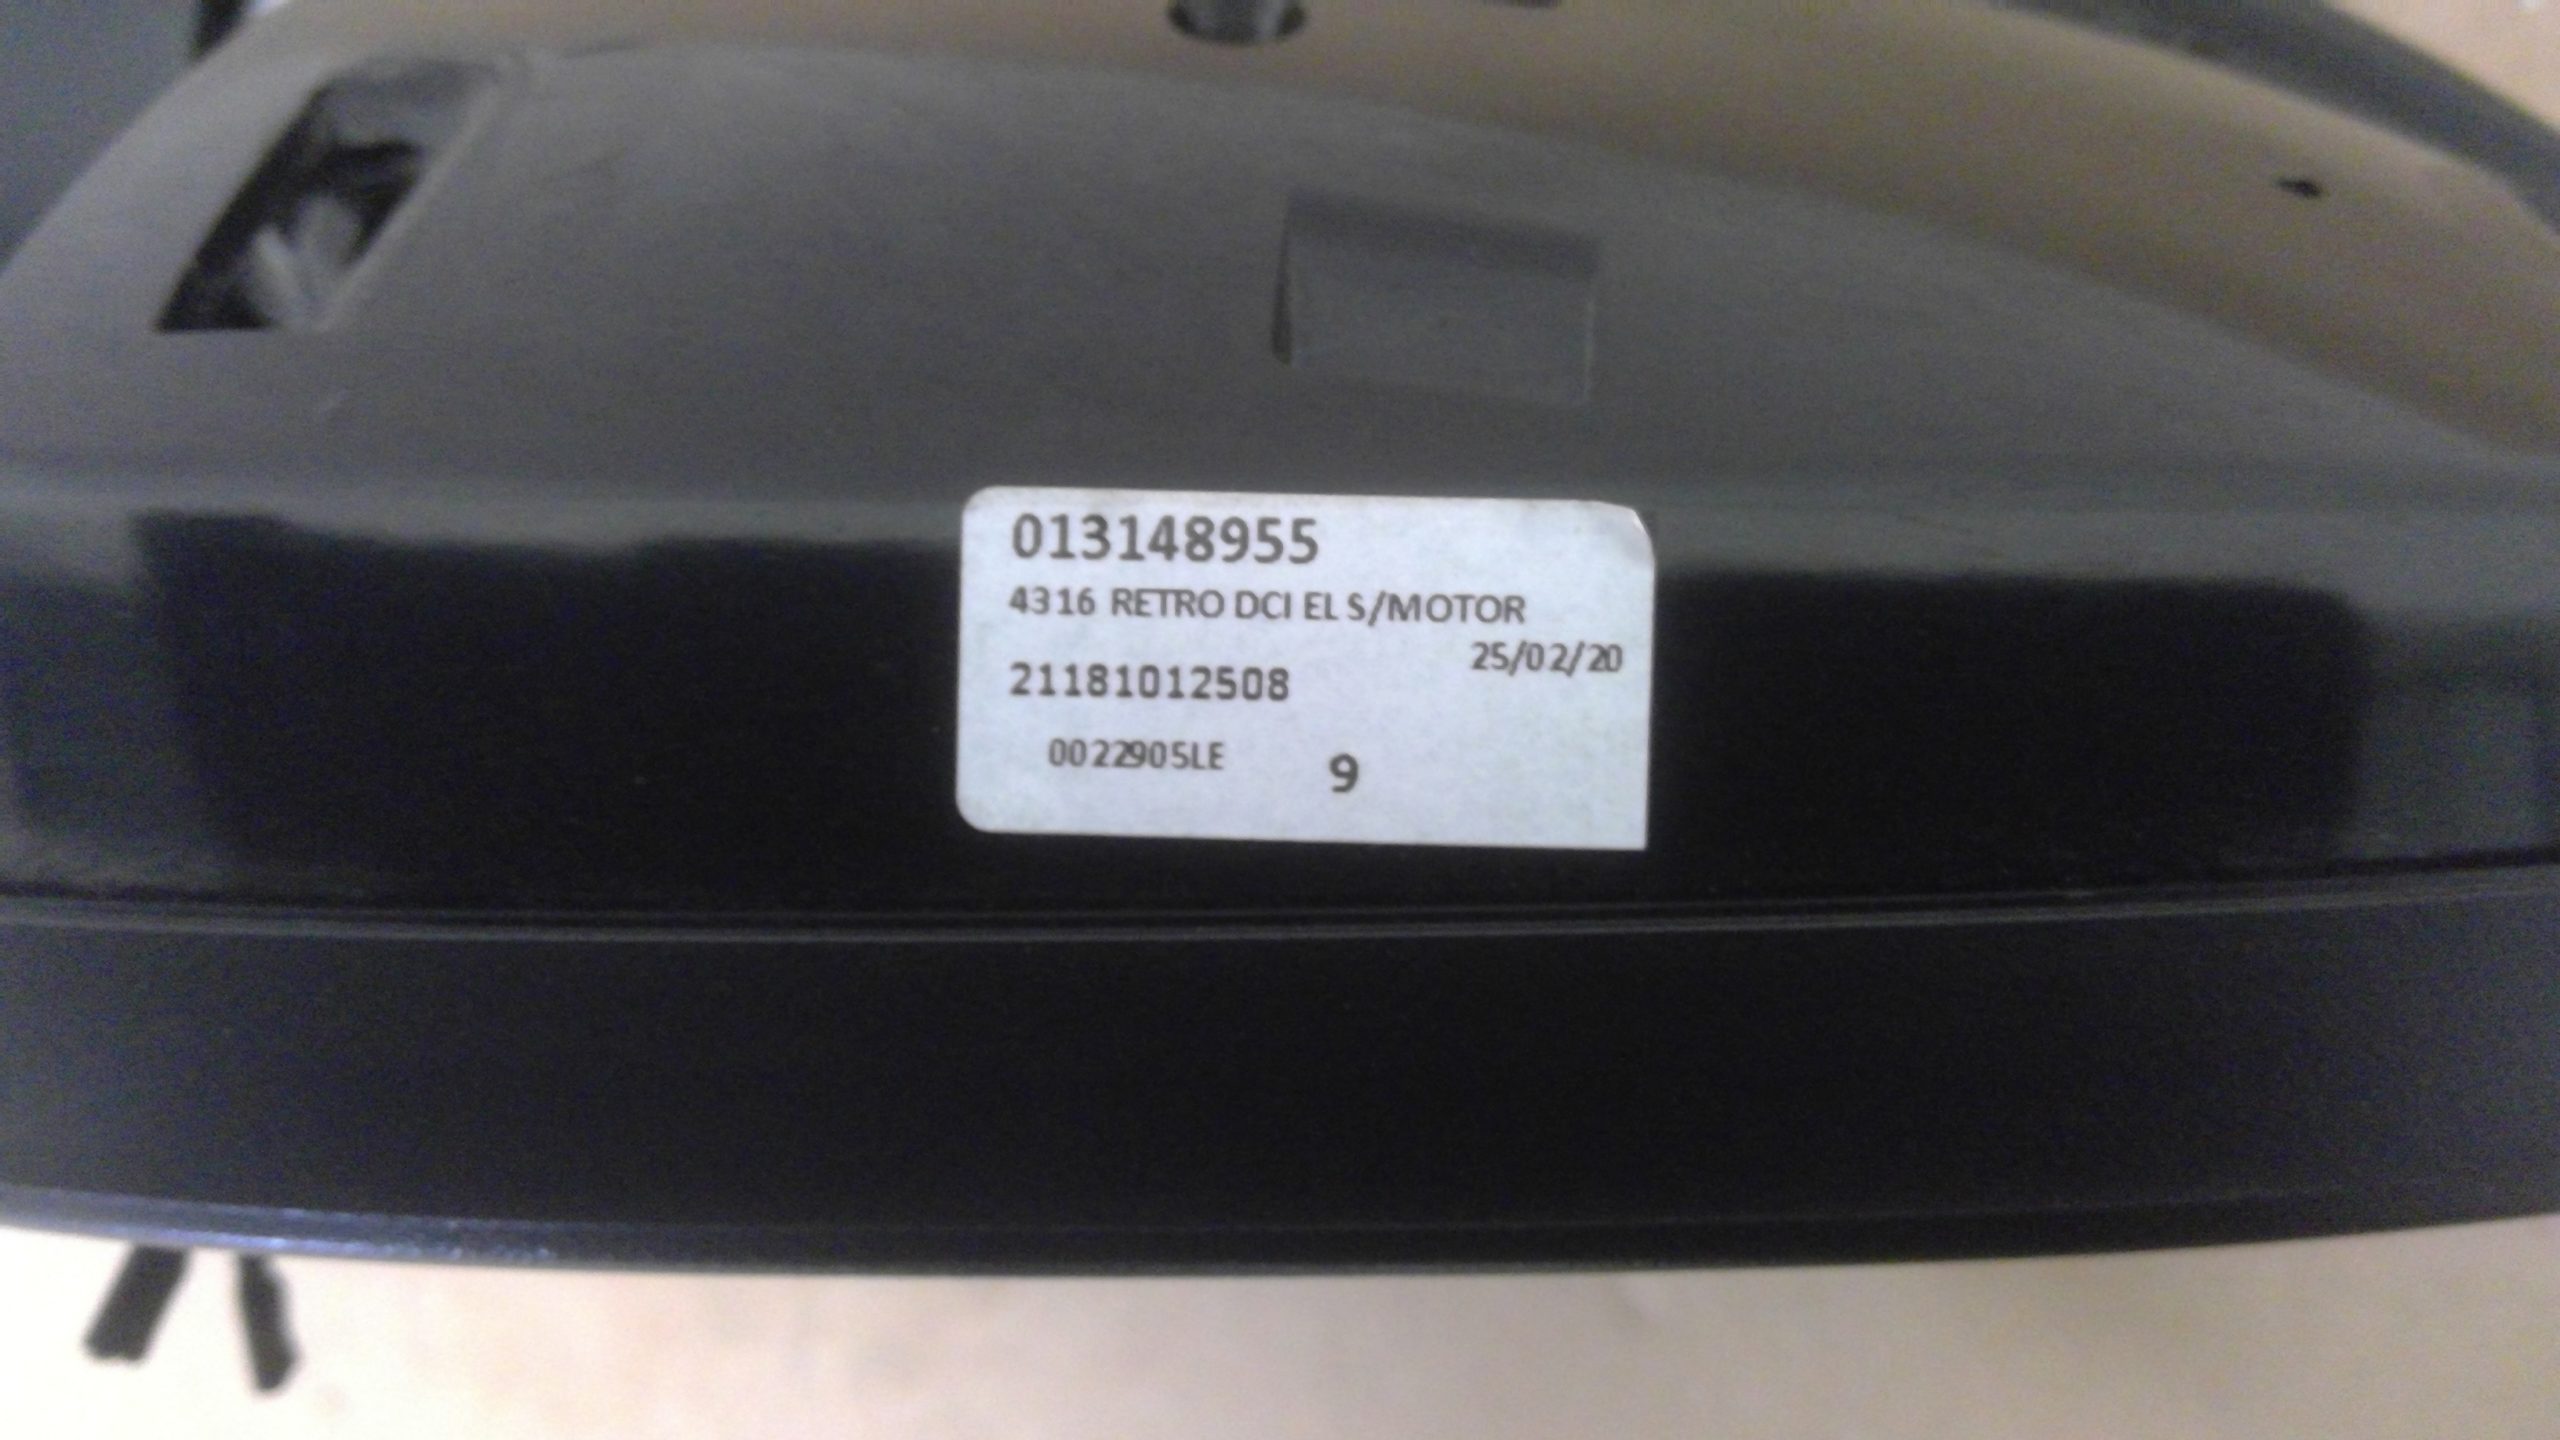 013148955
4316 RETRO DCI EL S/MOTOR
25/02/20
21181012508
0022905LE 9